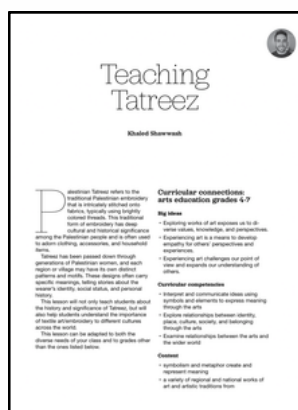 Teaching
Tatreez
Khaled Shawwash
Palestinian Tatreez refers to the
traditional Palestinian embroidery
that is intricately stitched onto
fabrics, typically using brightly
colored threads. This traditional
form of embroidery has deep
cultural and historical significance
among the Palestinian people and is often used
to adorn clothing, accessories, and household
items.
Tatreez has been passed down through
generations of Palestinian women, and each
region or village may have its own distinct
patterns and motifs. These designs often carry
specific meanings, telling stories about the
wearer's identity, social status, and personal
history.
This lesson will not only teach students about
the history and significance of Tatreez, but will
also help students understand the importance
of textile art/embroidery to different cultures
across the world.
This lesson can be adapted to both the
diverse needs of your class and to grades other
than the ones listed below.
Curricular connections:
arts education grades 4-7
Big ideas
• Exploring works of art exposes us to di-
verse values, knowledge, and perspectives.
• Experiencing art is a means to develop
empathy for others' perspectives and
experiences.
• Experiencing art challenges our point of
view and expands our understanding of
others.
Curricular competencies
• Interpret and communicate ideas using
symbols and elements to express meaning
through the arts
• Explore relationships between identity,
place, culture, society, and belonging
through the arts
• Examine relationships between the arts and
the wider world
Content
• symbolism and metaphor create and
represent meaning
• a variety of regional and national works of
art and artistic traditions from